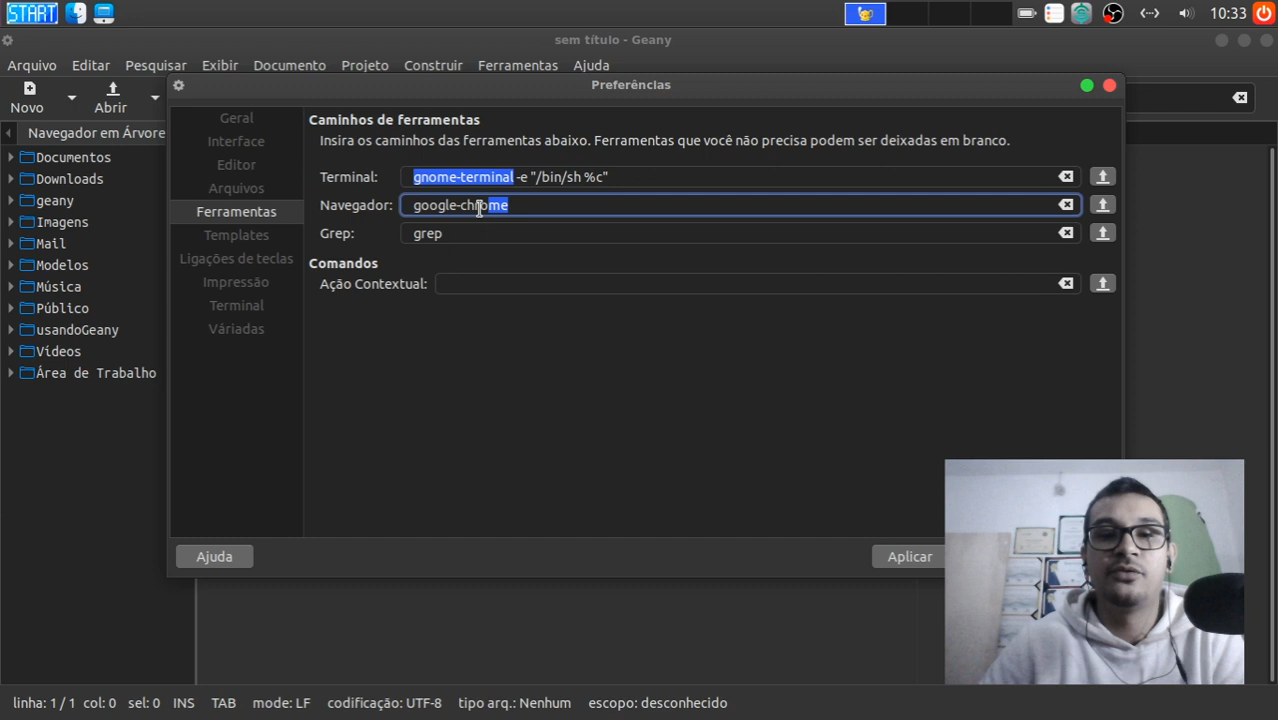 START
10:33
sem título - Geany
Arquivo Editar Pesquisar Exibir Documento Projeto Construir Ferramentas Ajuda
Novo
Abrir
Preferências
Navegador em Árvore
Documentos
Downloads
geany
Imagens
Mail
Modelos
Música
Público
usandoGeany
Vídeos
Área de Trabalho
Geral
Interface
Editor
Arquivos
Ferramentas
Templates
Ligações de teclas
Impressão
Terminal
Váriadas
Caminhos de ferramentas
Insira os caminhos das ferramentas abaixo. Ferramentas que você não precisa podem ser deixadas em branco.
Terminal: gnome-terminal -e "/bin/sh %c"
Navegador: google-chrome
Grep: grep
Comandos
Ação Contextual:
Ajuda
Aplicar
linha: 1 / 1 col: 0 sel: 0 INS TAB mode: LF codificação: UTF-8 tipo arq.: Nenhum escopo: desconhecido